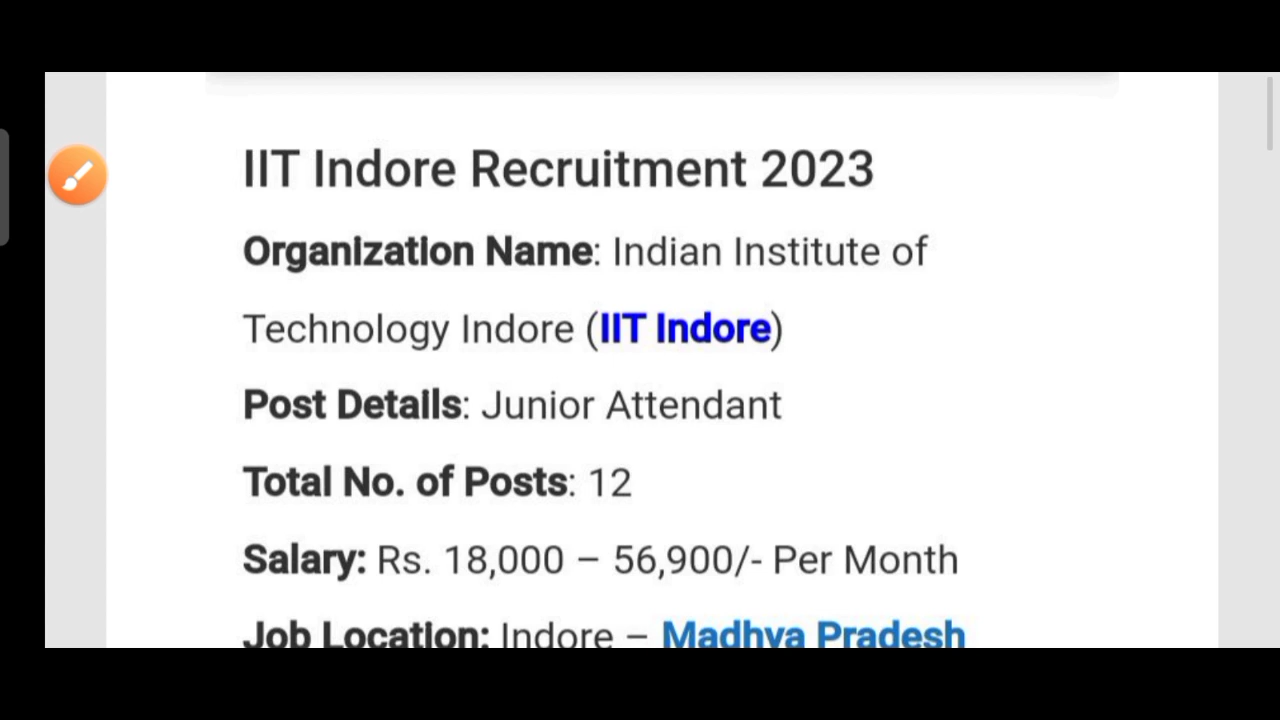 IIT Indore Recruitment 2023
Organization Name: Indian Institute of
Technology Indore (IIT Indore)
Post Details: Junior Attendant
Total No. of Posts: 12
Salary: Rs. 18,000 – 56,900/- Per Month
Job Location: Indore – Madhya Pradesh